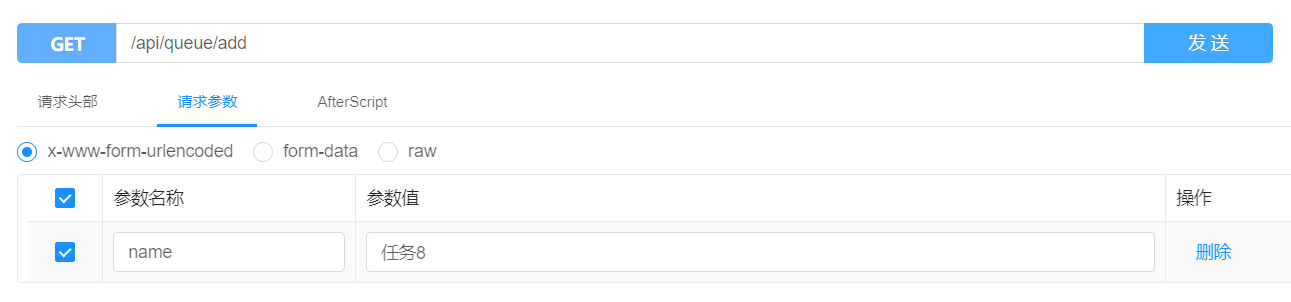 GET /api/queue/add 发 送
请求头部 请求参数 AfterScript
x-www-form-urlencoded form-data raw
参数名称 参数值 操作
name 任务8 删除